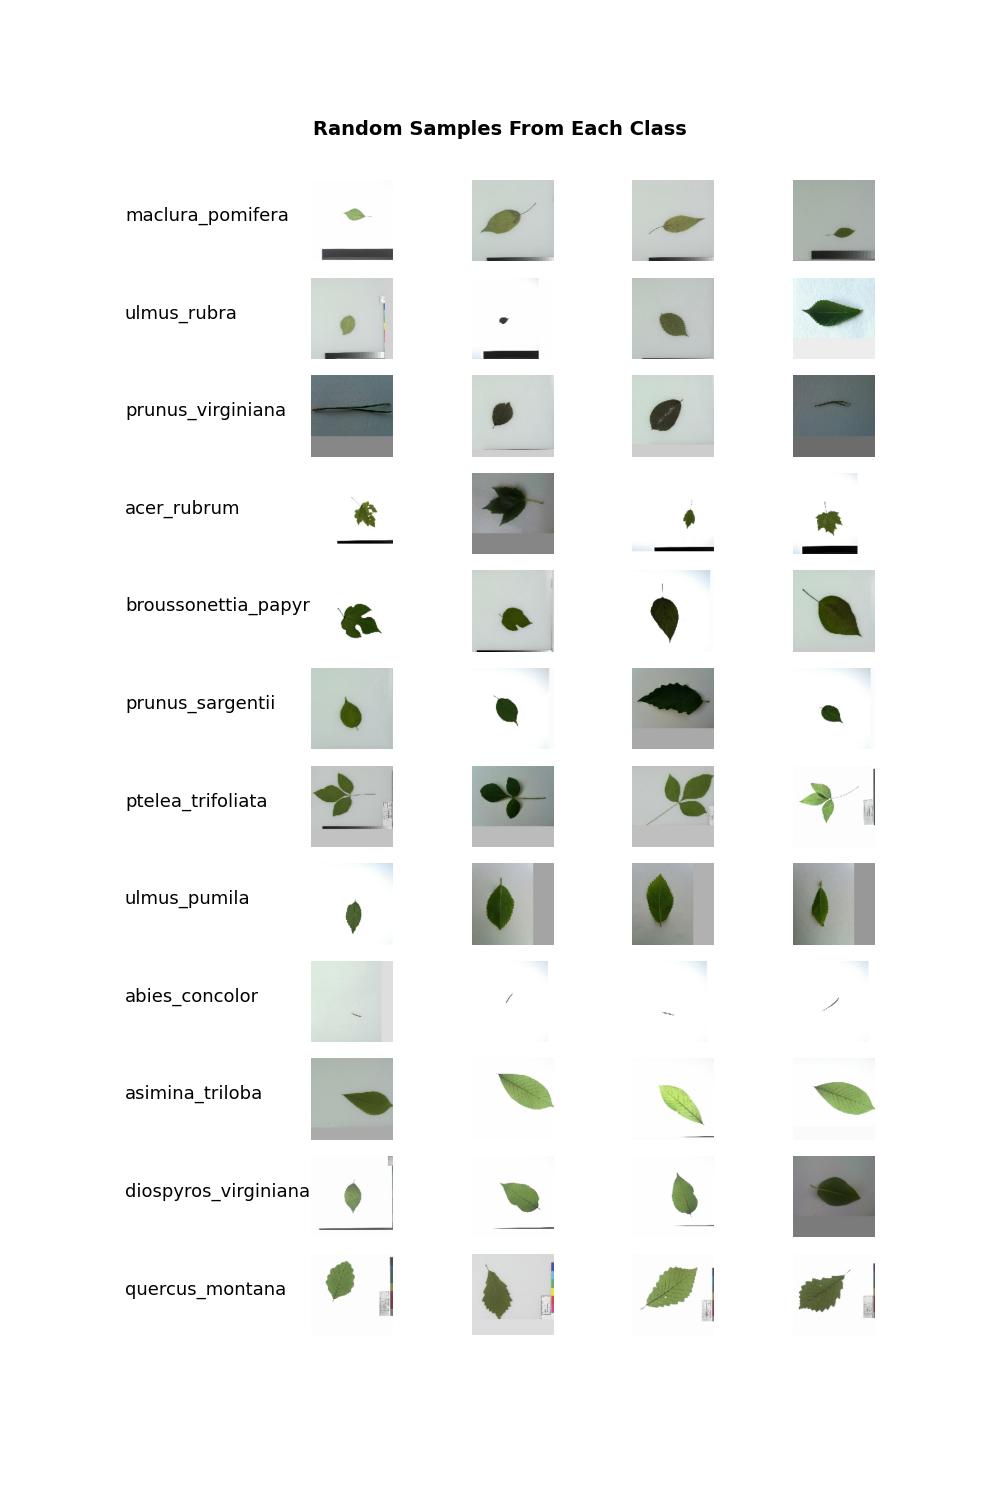 Random Samples From Each Class
maclura_pomifera
ulmus_rubra
prunus_virginiana
acer_rubrum
broussonettia_papyr
prunus_sargentii
ptelea_trifoliata
ulmus_pumila
abies_concolor
asimina_triloba
diospyros_virginiana
quercus_montana